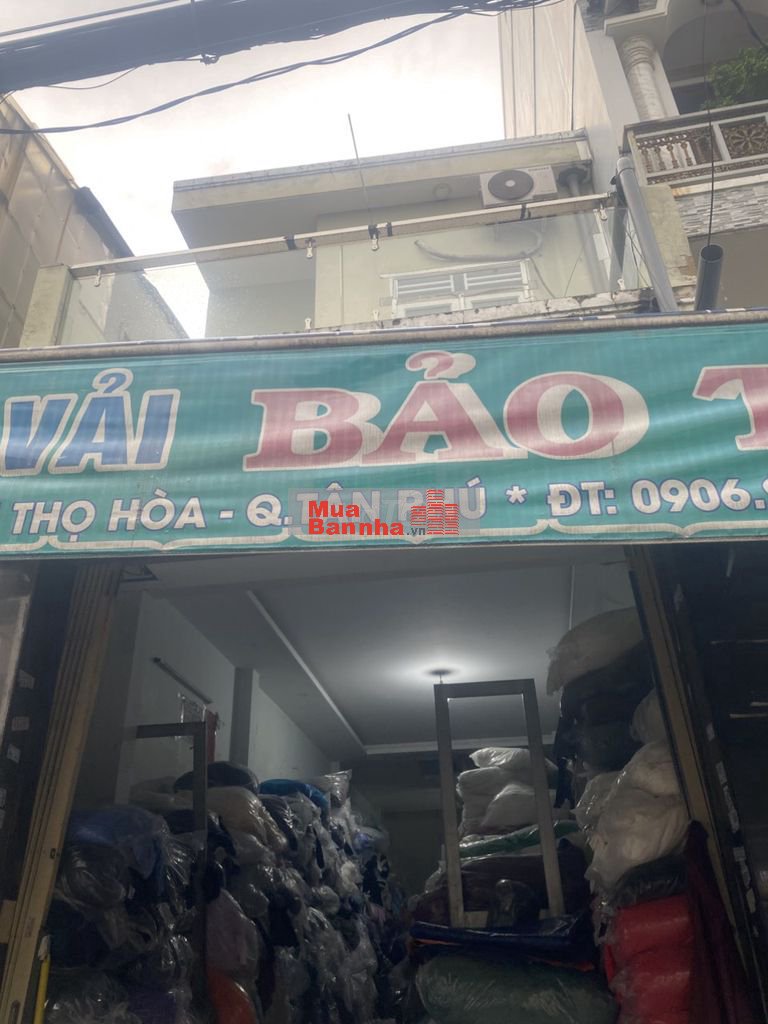 VẢI BẢO T
THỌ HÒA - Q. TÂN PHÚ * ĐT: 0906.
Mua
Bannha.vn